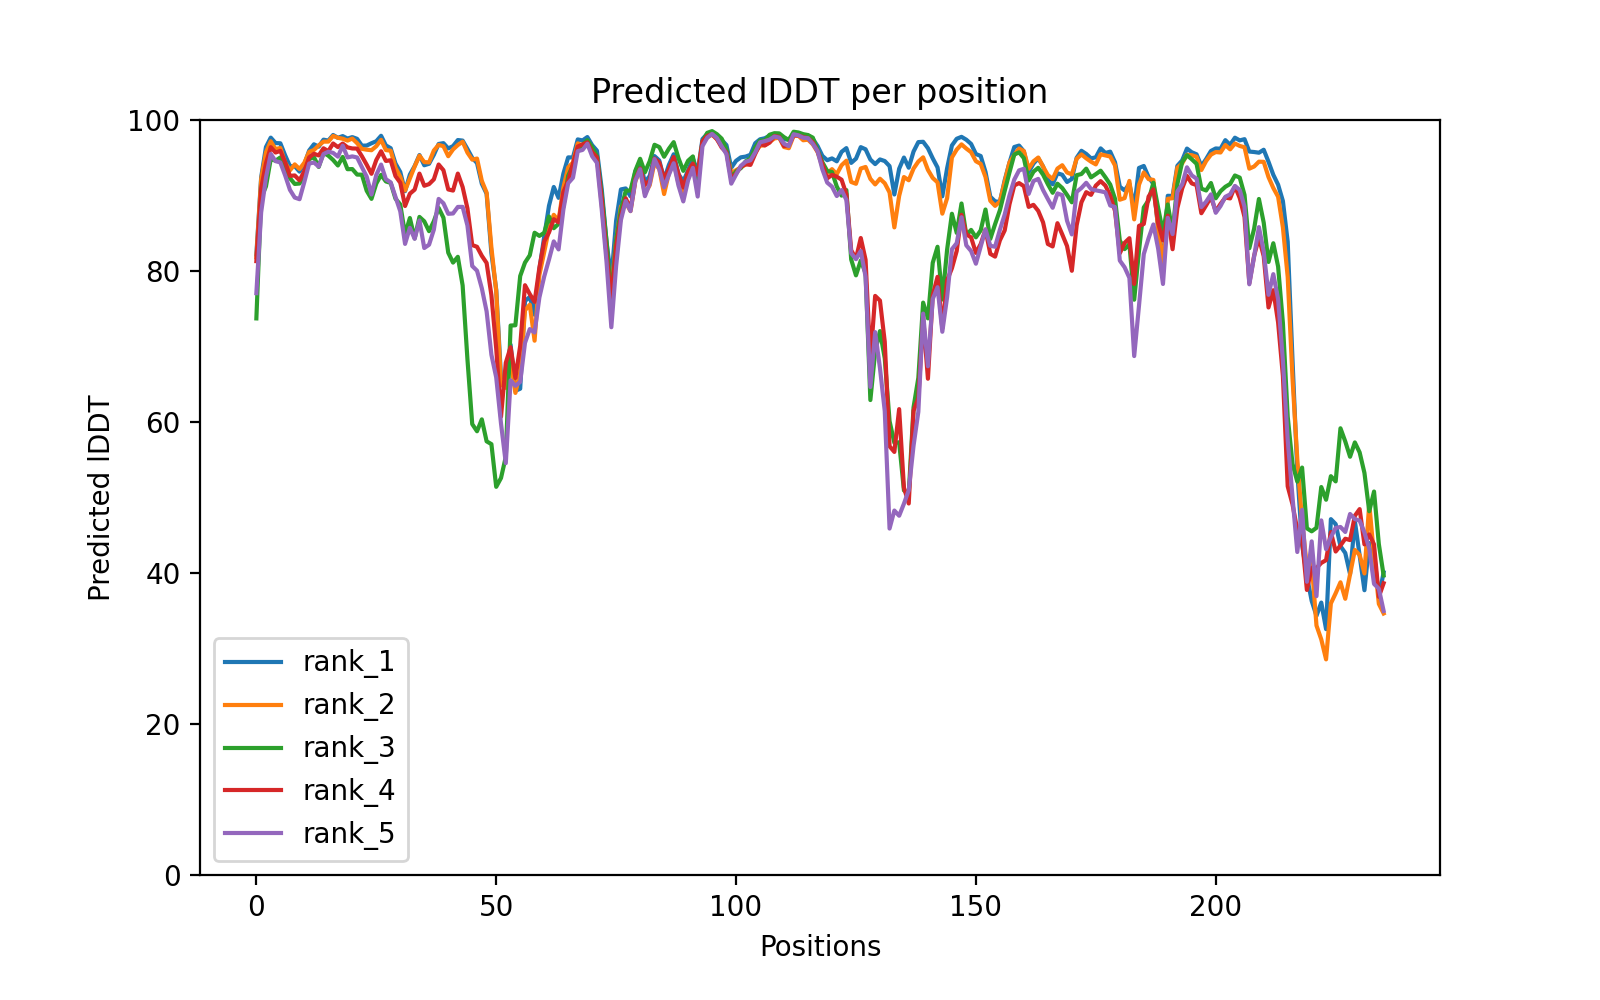 Predicted lDDT per position
100
80
60
40
20
0
Predicted lDDT
rank_1
rank_2
rank_3
rank_4
rank_5
0 50 100 150 200
Positions